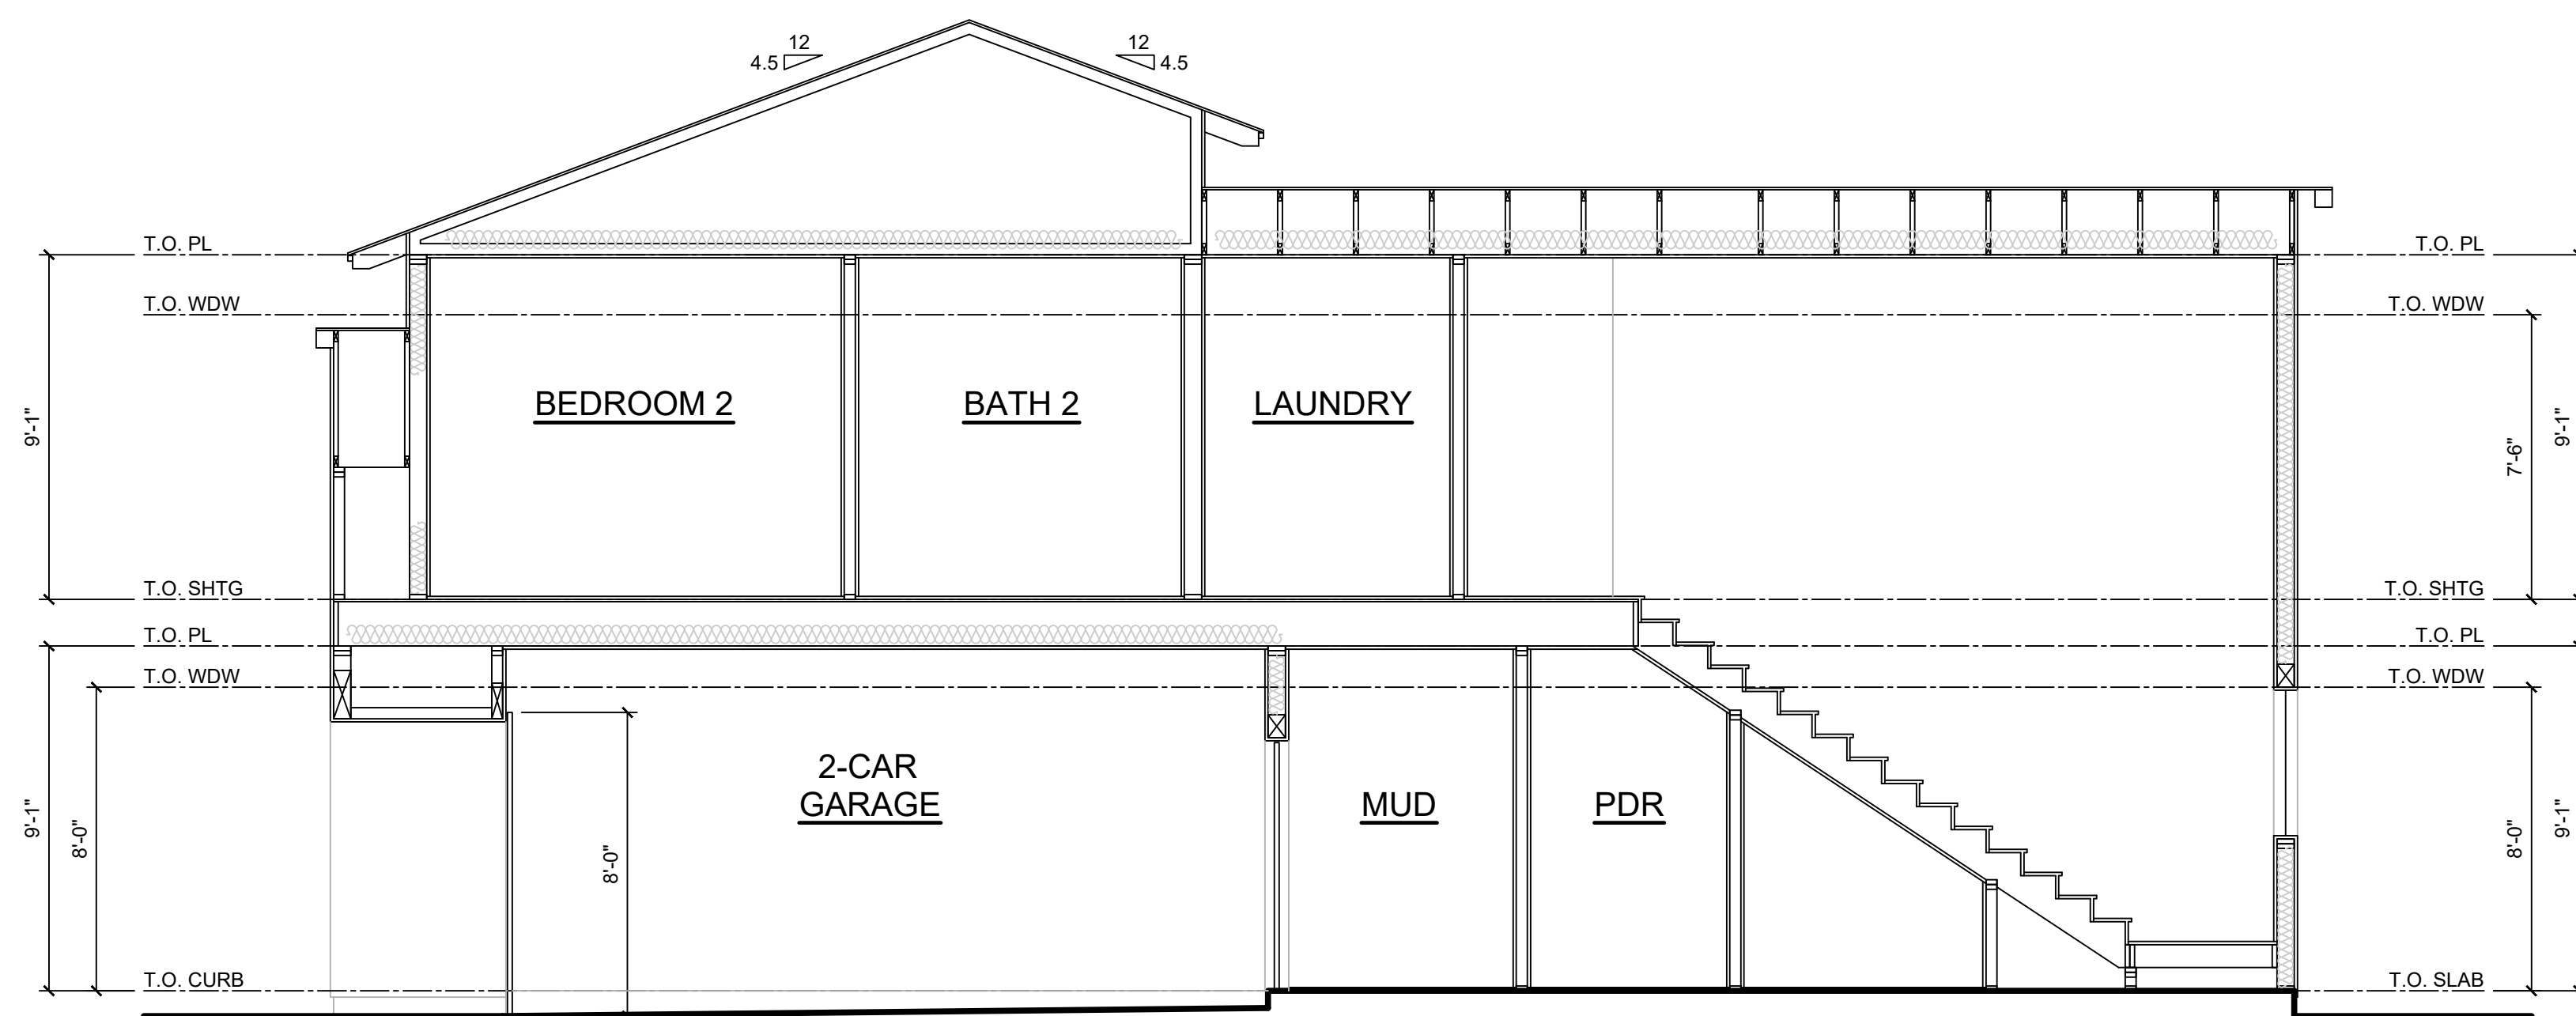 12
12
4.5
4.5
T.O. PL
T.O. PL
T.O. WDW
T.O. WDW
9'-1"
BEDROOM 2
BATH 2
LAUNDRY
9'-1"
7'-6"
T.O. SHTG
T.O. SHTG
T.O. PL
T.O. PL
T.O. WDW
T.O. WDW
2-CAR
GARAGE
MUD
PDR
9'-1"
8'-0"
8'-0"
8'-0"
9'-1"
T.O. CURB
T.O. SLAB